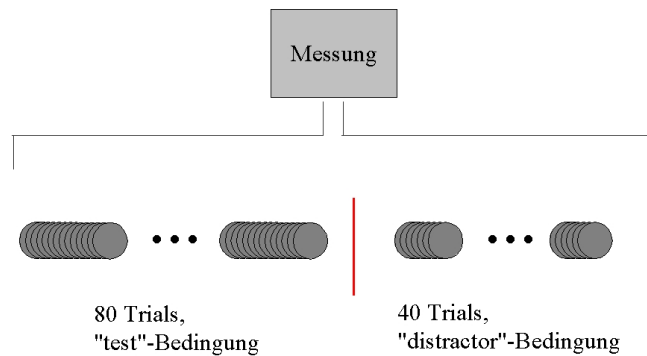 Messung
80 Trials,
"test"-Bedingung
40 Trials,
"distractor"-Bedingung